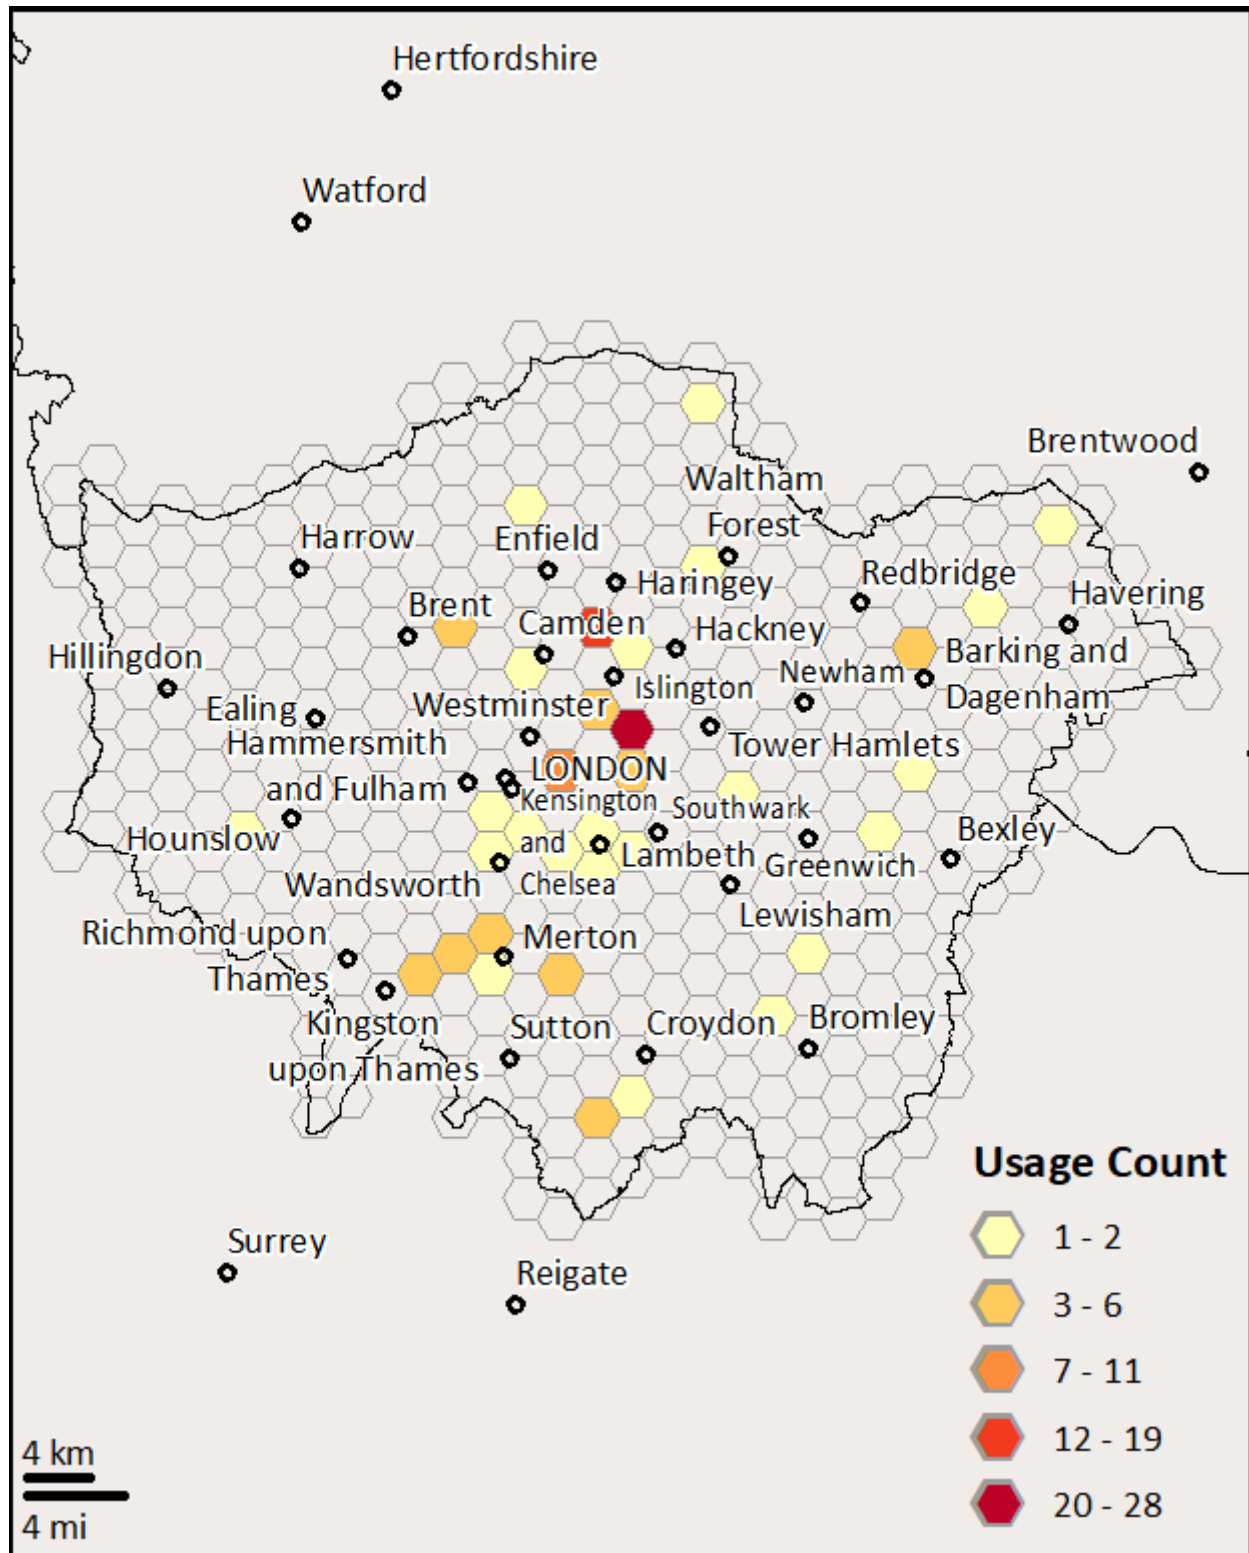 Hertfordshire
Watford
Brentwood
Waltham
Forest
Harrow
Enfield
Haringey
Redbridge
Havering
Brent
Camden
Hackney
Barking and
Dagenham
Hillingdon
Newham
Islington
Ealing
Westminster
Hammersmith
and Fulham
Tower Hamlets
LONDON
Kensington
and
Chelsea
Southwark
Hounslow
Lambeth
Greenwich
Bexley
Wandsworth
Lewisham
Richmond upon
Thames
Merton
Kingston
upon Thames
Sutton
Croydon
Bromley
Surrey
Reigate
Usage Count
1 - 2
3 - 6
7 - 11
12 - 19
20 - 28
4 km
4 mi